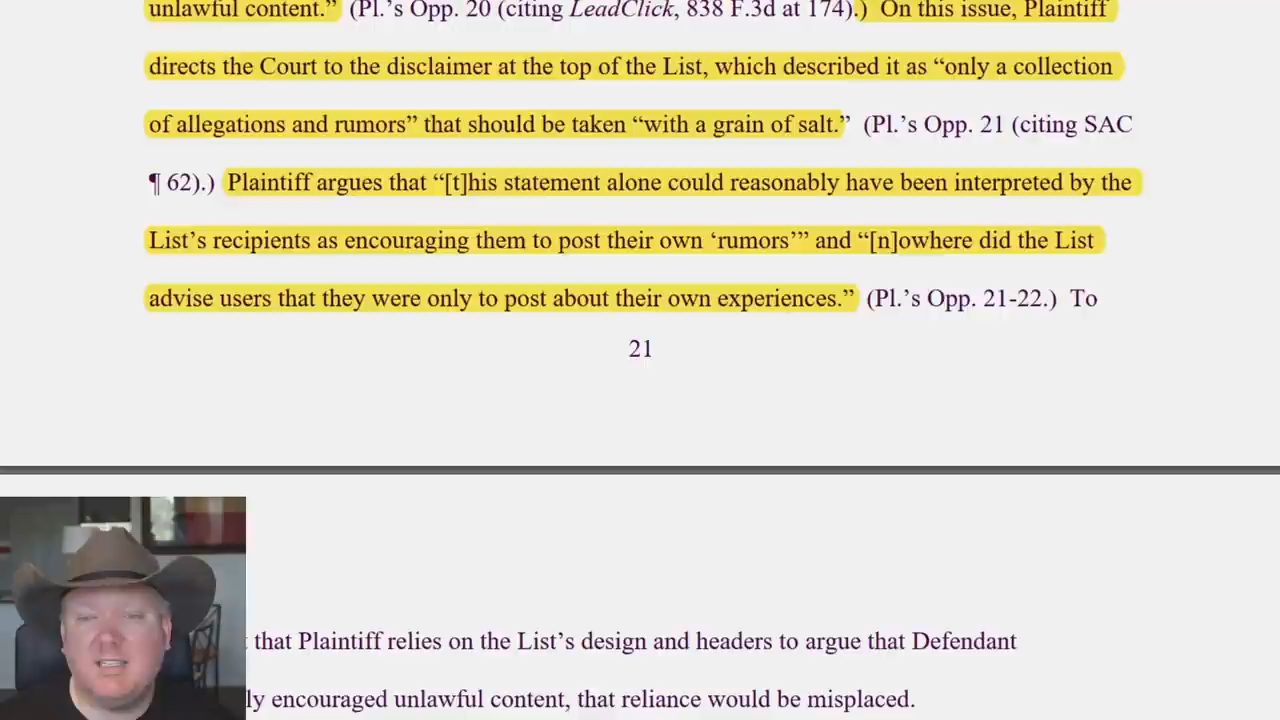 unlawful content.” (Pl.’s Opp. 20 (citing LeadClick, 838 F.3d at 174).) On this issue, Plaintiff
directs the Court to the disclaimer at the top of the List, which described it as “only a collection
of allegations and rumors” that should be taken “with a grain of salt.” (Pl.’s Opp. 21 (citing SAC
¶ 62).) Plaintiff argues that “[t]his statement alone could reasonably have been interpreted by the
List’s recipients as encouraging them to post their own ‘rumors’” and “[n]owhere did the List
advise users that they were only to post about their own experiences.” (Pl.’s Opp. 21-22.) To
21
that Plaintiff relies on the List’s design and headers to argue that Defendant
ly encouraged unlawful content, that reliance would be misplaced.